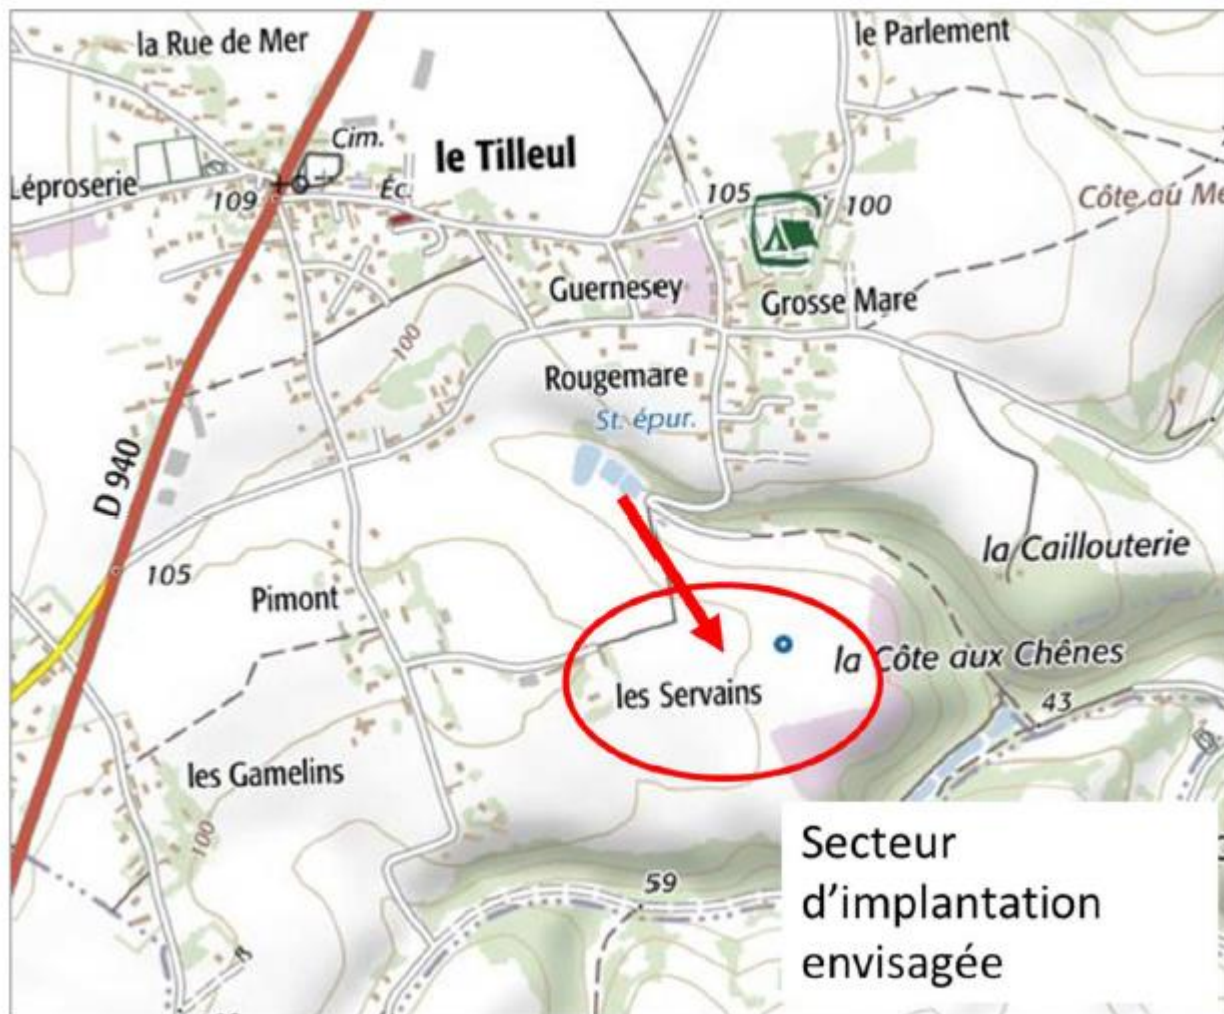 la Rue de Mer
le Parlement
Cim.
le Tilleul
Léproserie
Éc.
109
105
100
Côte au Me
Guernesey
Grosse Mare
100
Rougemare
St. épur.
D 940
la Caillouterie
105
Pimont
la Côte aux Chênes
les Servains
43
les Gamelins
100
59
Secteur
d'implantation
envisagée